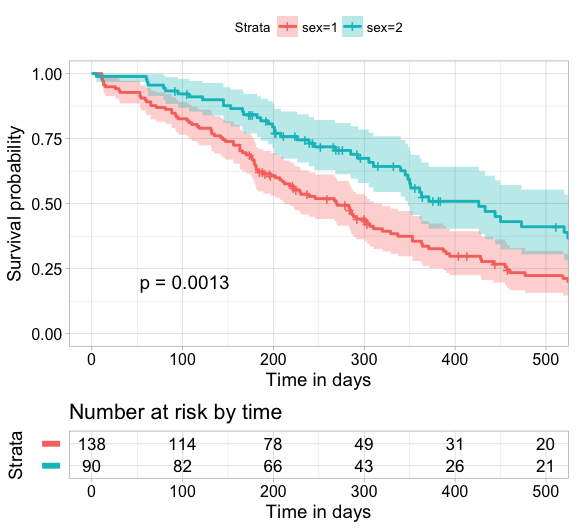 Strata sex=1 sex=2
1.00
0.75
0.50
0.25
0.00
Survival probability
p = 0.0013
0 100 200 300 400 500
Time in days
Number at risk by time
Strata
138 114 78 49 31 20
90 82 66 43 26 21
0 100 200 300 400 500
Time in days